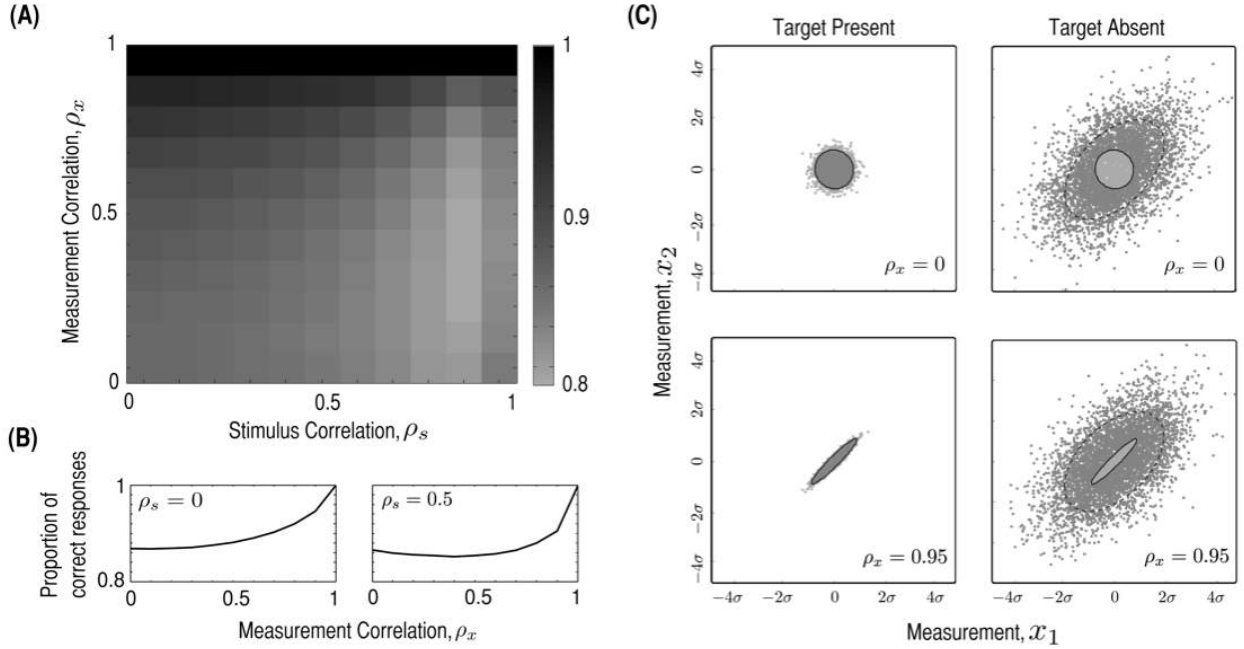 (A)
1
0.5
0
Measurement Correlation, ρx
0
0.5
1
Stimulus Correlation, ρs
1
0.9
0.8
(B)
Proportion of
correct responses
1
0.8
ρs = 0
ρs = 0.5
0
0.5
1
0
0.5
1
Measurement Correlation, ρx
(C)
Target Present
Target Absent
4σ
2σ
0
−2σ
−4σ
ρx = 0
ρx = 0
Measurement, x2
4σ
2σ
0
−2σ
−4σ
ρx = 0.95
ρx = 0.95
−4σ
−2σ
0
2σ
4σ
−4σ
−2σ
0
2σ
4σ
Measurement, x1